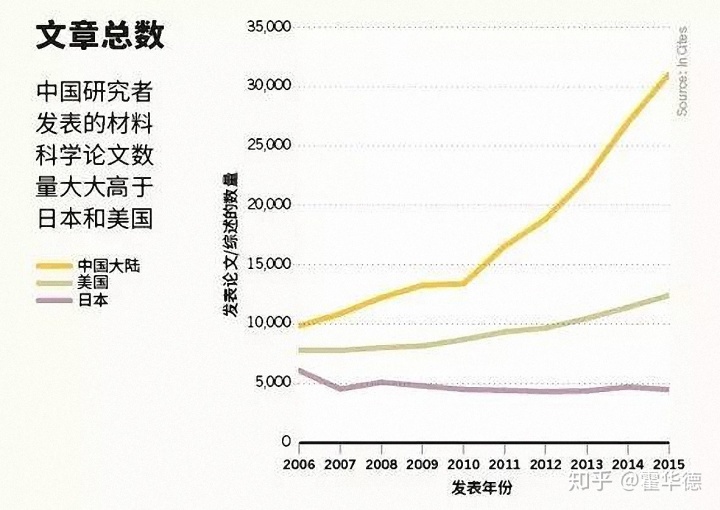 文章总数
中国研究者
发表的材料
科学论文数
量大大高于
日本和美国
中国大陆
美国
日本
发表论文/综述的数量
35,000
30,000
25,000
20,000
15,000
10,000
5,000
0
2006 2007 2008 2009 2010 2011 2012 2013 2014 2015
发表年份
Source: InCites
知乎 @霍华德